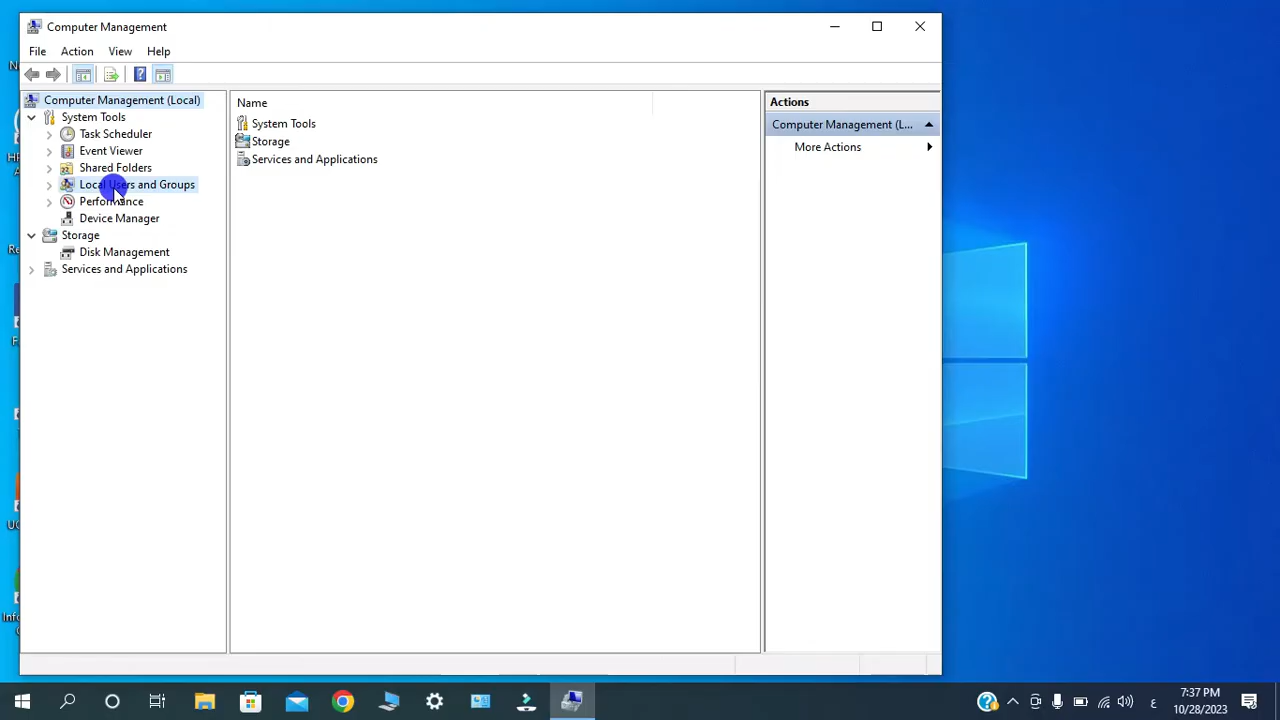 Computer Management
File Action View Help
Computer Management (Local)
System Tools
Task Scheduler
Event Viewer
Shared Folders
Local Users and Groups
Performance
Device Manager
Storage
Disk Management
Services and Applications
Name
System Tools
Storage
Services and Applications
Actions
Computer Management (L...
More Actions
7:37 PM
10/28/2023
ع